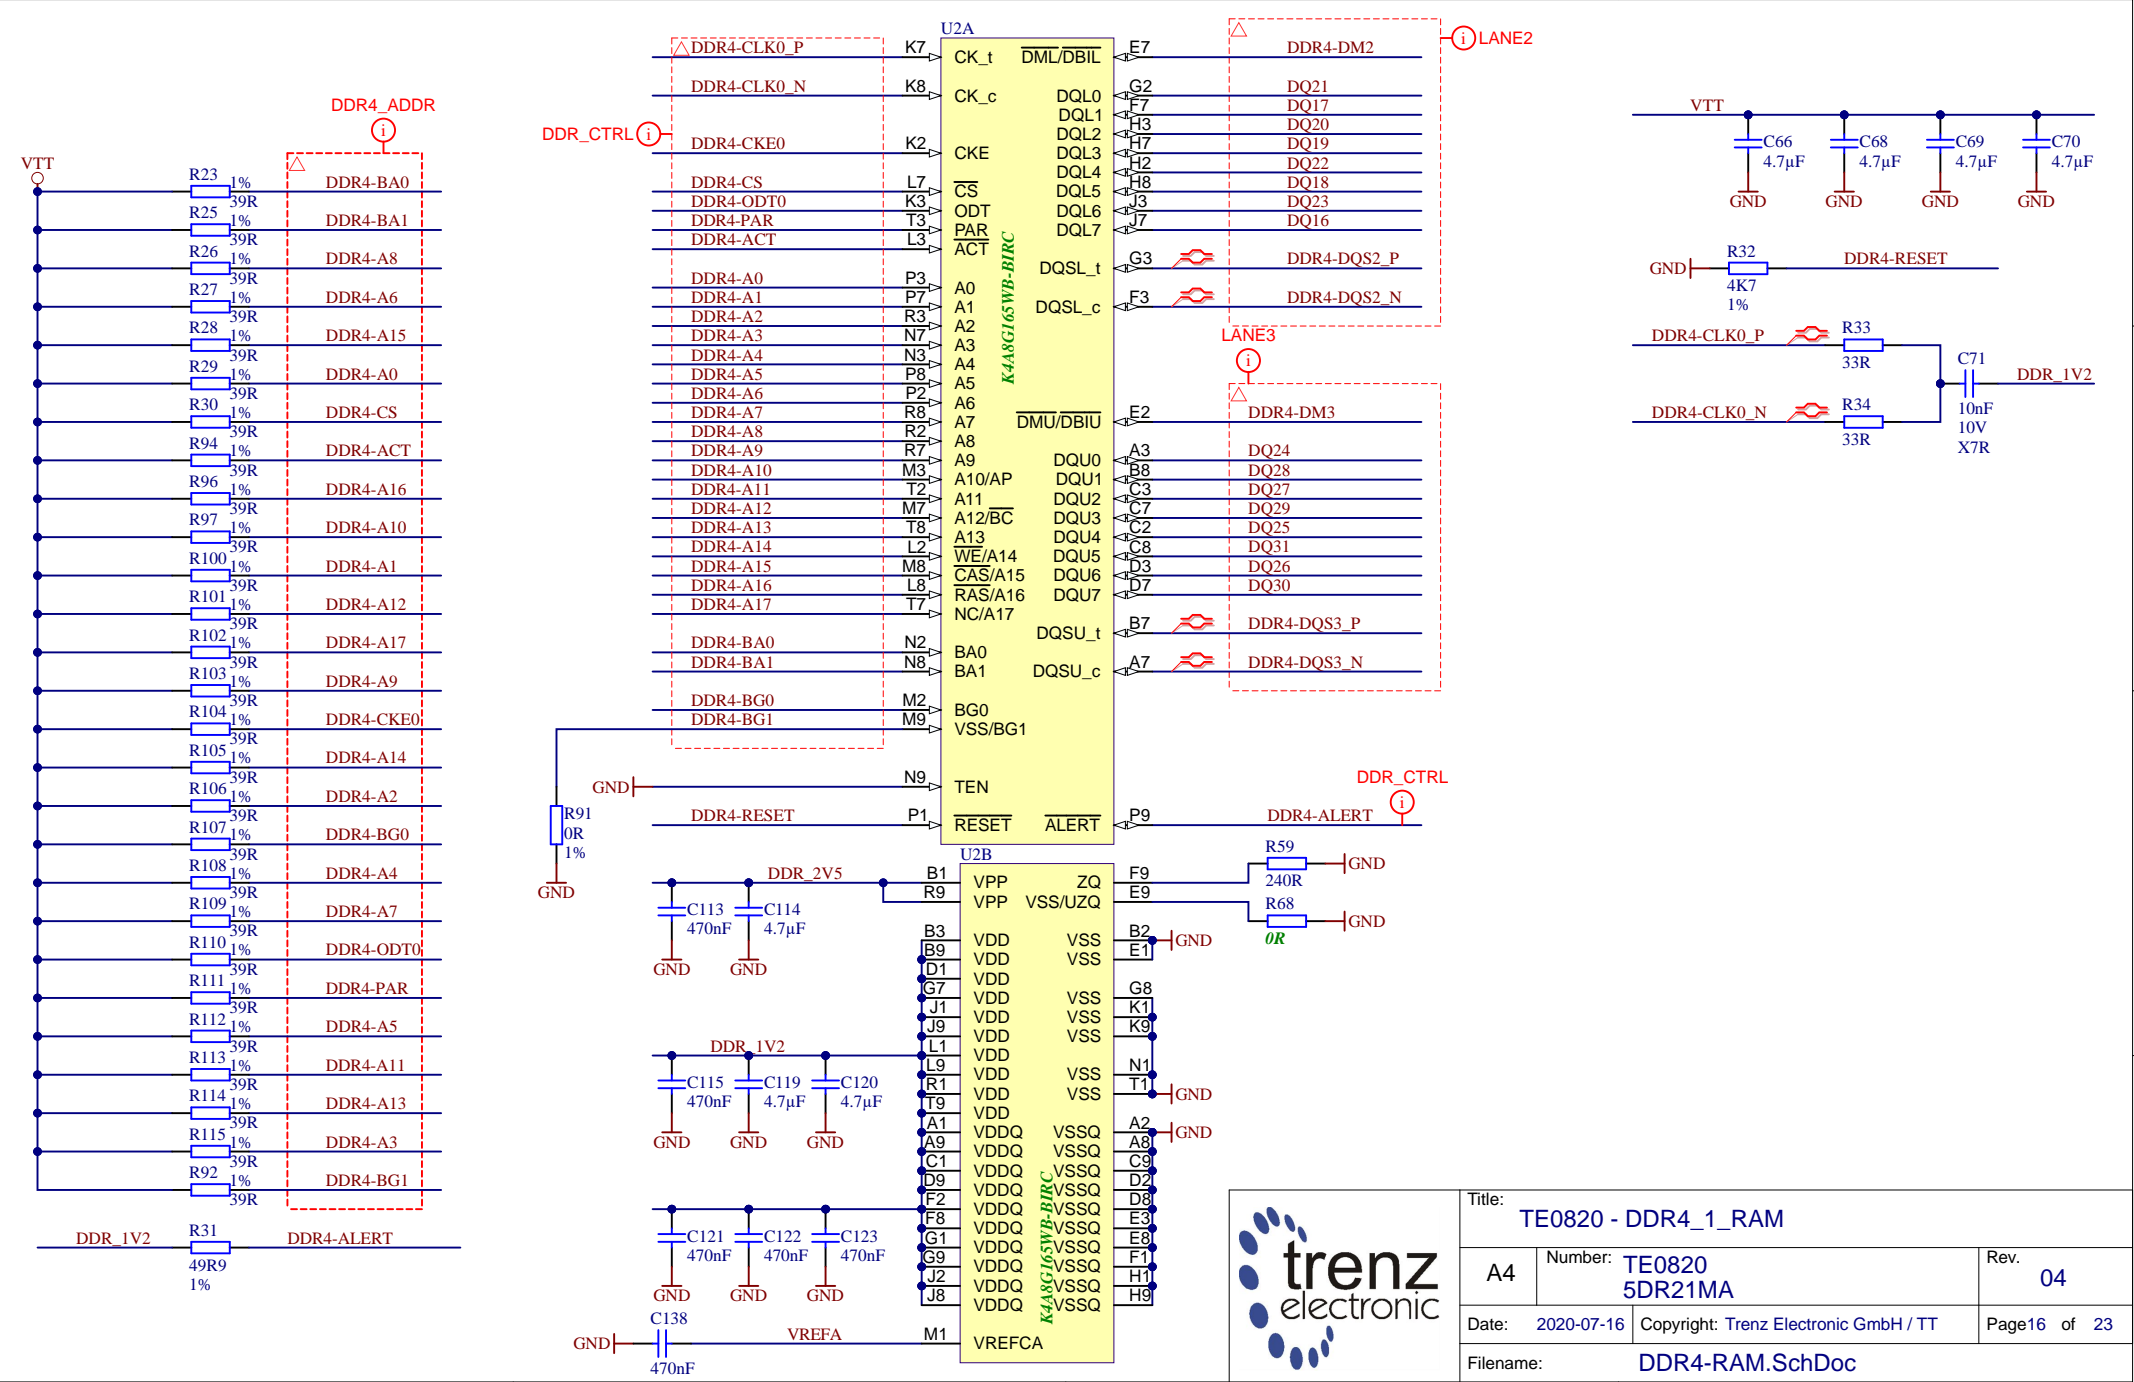 DDR4_ADDR
i
VTT
R23 1% 39R DDR4-BA0
R25 1% 39R DDR4-BA1
R26 1% 39R DDR4-A8
R27 1% 39R DDR4-A6
R28 1% 39R DDR4-A15
R29 1% 39R DDR4-A0
R30 1% 39R DDR4-CS
R94 1% 39R DDR4-ACT
R96 1% 39R DDR4-A16
R97 1% 39R DDR4-A10
R100 1% 39R DDR4-A1
R101 1% 39R DDR4-A12
R102 1% 39R DDR4-A17
R103 1% 39R DDR4-A9
R104 1% 39R DDR4-CKE0
R105 1% 39R DDR4-A14
R106 1% 39R DDR4-A2
R107 1% 39R DDR4-BG0
R108 1% 39R DDR4-A4
R109 1% 39R DDR4-A7
R110 1% 39R DDR4-ODT0
R111 1% 39R DDR4-PAR
R112 1% 39R DDR4-A5
R113 1% 39R DDR4-A11
R114 1% 39R DDR4-A13
R115 1% 39R DDR4-A3
R92 1% 39R DDR4-BG1
DDR_1V2 R31 DDR4-ALERT
49R9
1%
U2A
DDR_CTRL i
DDR4-CLK0_P K7 CK_t
DDR4-CLK0_N K8 CK_c
DDR4-CKE0 K2 CKE
DDR4-CS L7 CS
DDR4-ODT0 K3 ODT
DDR4-PAR T3 PAR
DDR4-ACT L3 ACT
DDR4-A0 P3 A0
DDR4-A1 P7 A1
DDR4-A2 R3 A2
DDR4-A3 N7 A3
DDR4-A4 N3 A4
DDR4-A5 P8 A5
DDR4-A6 P2 A6
DDR4-A7 R8 A7
DDR4-A8 R2 A8
DDR4-A9 R7 A9
DDR4-A10 M3 A10/AP
DDR4-A11 T2 A11
DDR4-A12 M7 A12/BC
DDR4-A13 T8 A13
DDR4-A14 L2 WE/A14
DDR4-A15 M8 CAS/A15
DDR4-A16 L8 RAS/A16
DDR4-A17 T7 NC/A17
DDR4-BA0 N2 BA0
DDR4-BA1 N8 BA1
DDR4-BG0 M2 BG0
DDR4-BG1 M9 VSS/BG1
GND N9 TEN
DDR4-RESET P1 RESET
R91
0R
1%
GND
K4A8G165WB-BIRC
i LANE2
DML/DBIL E7 DDR4-DM2
DQL0 G2 DQ21
DQL1 F7 DQ17
DQL2 H3 DQ20
DQL3 H7 DQ19
DQL4 H2 DQ22
DQL5 H8 DQ18
DQL6 J3 DQ23
DQL7 J7 DQ16
DQSL_t G3 DDR4-DQS2_P
DQSL_c F3 DDR4-DQS2_N
LANE3
i
DMU/DBIU E2 DDR4-DM3
DQU0 A3 DQ24
DQU1 B8 DQ28
DQU2 C3 DQ27
DQU3 C7 DQ29
DQU4 C2 DQ25
DQU5 C8 DQ31
DQU6 D3 DQ26
DQU7 D7 DQ30
DQSU_t B7 DDR4-DQS3_P
DQSU_c A7 DDR4-DQS3_N
DDR_CTRL
i
ALERT P9 DDR4-ALERT
U2B
DDR_2V5 B1 VPP
R9 VPP
C113 470nF GND
C114 4.7µF GND
B3 VDD
B9 VDD
D1 VDD
G7 VDD
J1 VDD
J9 VDD
DDR_1V2 L1 VDD
L9 VDD
R1 VDD
T9 VDD
C115 470nF GND
C119 4.7µF GND
C120 4.7µF GND
A1 VDDQ
A9 VDDQ
C1 VDDQ
D9 VDDQ
F2 VDDQ
F8 VDDQ
G1 VDDQ
G9 VDDQ
J2 VDDQ
J8 VDDQ
C121 470nF GND
C122 470nF GND
C123 470nF GND
GND C138 470nF VREFA M1 VREFCA
K4A8G165WB-BIRC
ZQ F9 R59 240R GND
VSS/UZQ E9 R68 0R GND
VSS B2 GND
VSS E1
VSS G8
VSS K1
VSS K9
VSS N1
VSS T1 GND
VSSQ A2 GND
VSSQ A8
VSSQ C9
VSSQ D2
VSSQ D8
VSSQ E3
VSSQ E8
VSSQ F1
VSSQ H1
VSSQ H9
VTT
C66 4.7µF GND
C68 4.7µF GND
C69 4.7µF GND
C70 4.7µF GND
GND R32 DDR4-RESET
4K7
1%
DDR4-CLK0_P R33
33R
DDR4-CLK0_N R34
33R
C71 DDR_1V2
10nF
10V
X7R
trenz
electronic
Title:
TE0820 - DDR4_1_RAM
A4
Number: TE0820
5DR21MA
Rev.
04
Date: 2020-07-16
Copyright: Trenz Electronic GmbH / TT
Page16 of 23
Filename: DDR4-RAM.SchDoc